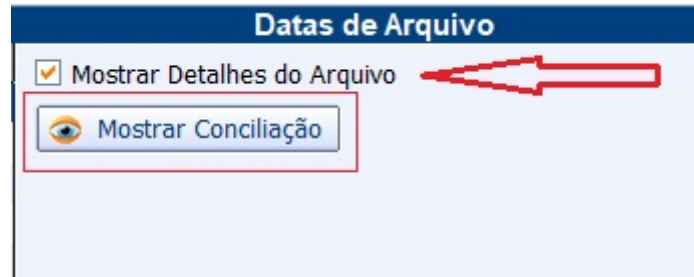 Datas de Arquivo
Mostrar Detalhes do Arquivo
Mostrar Conciliação